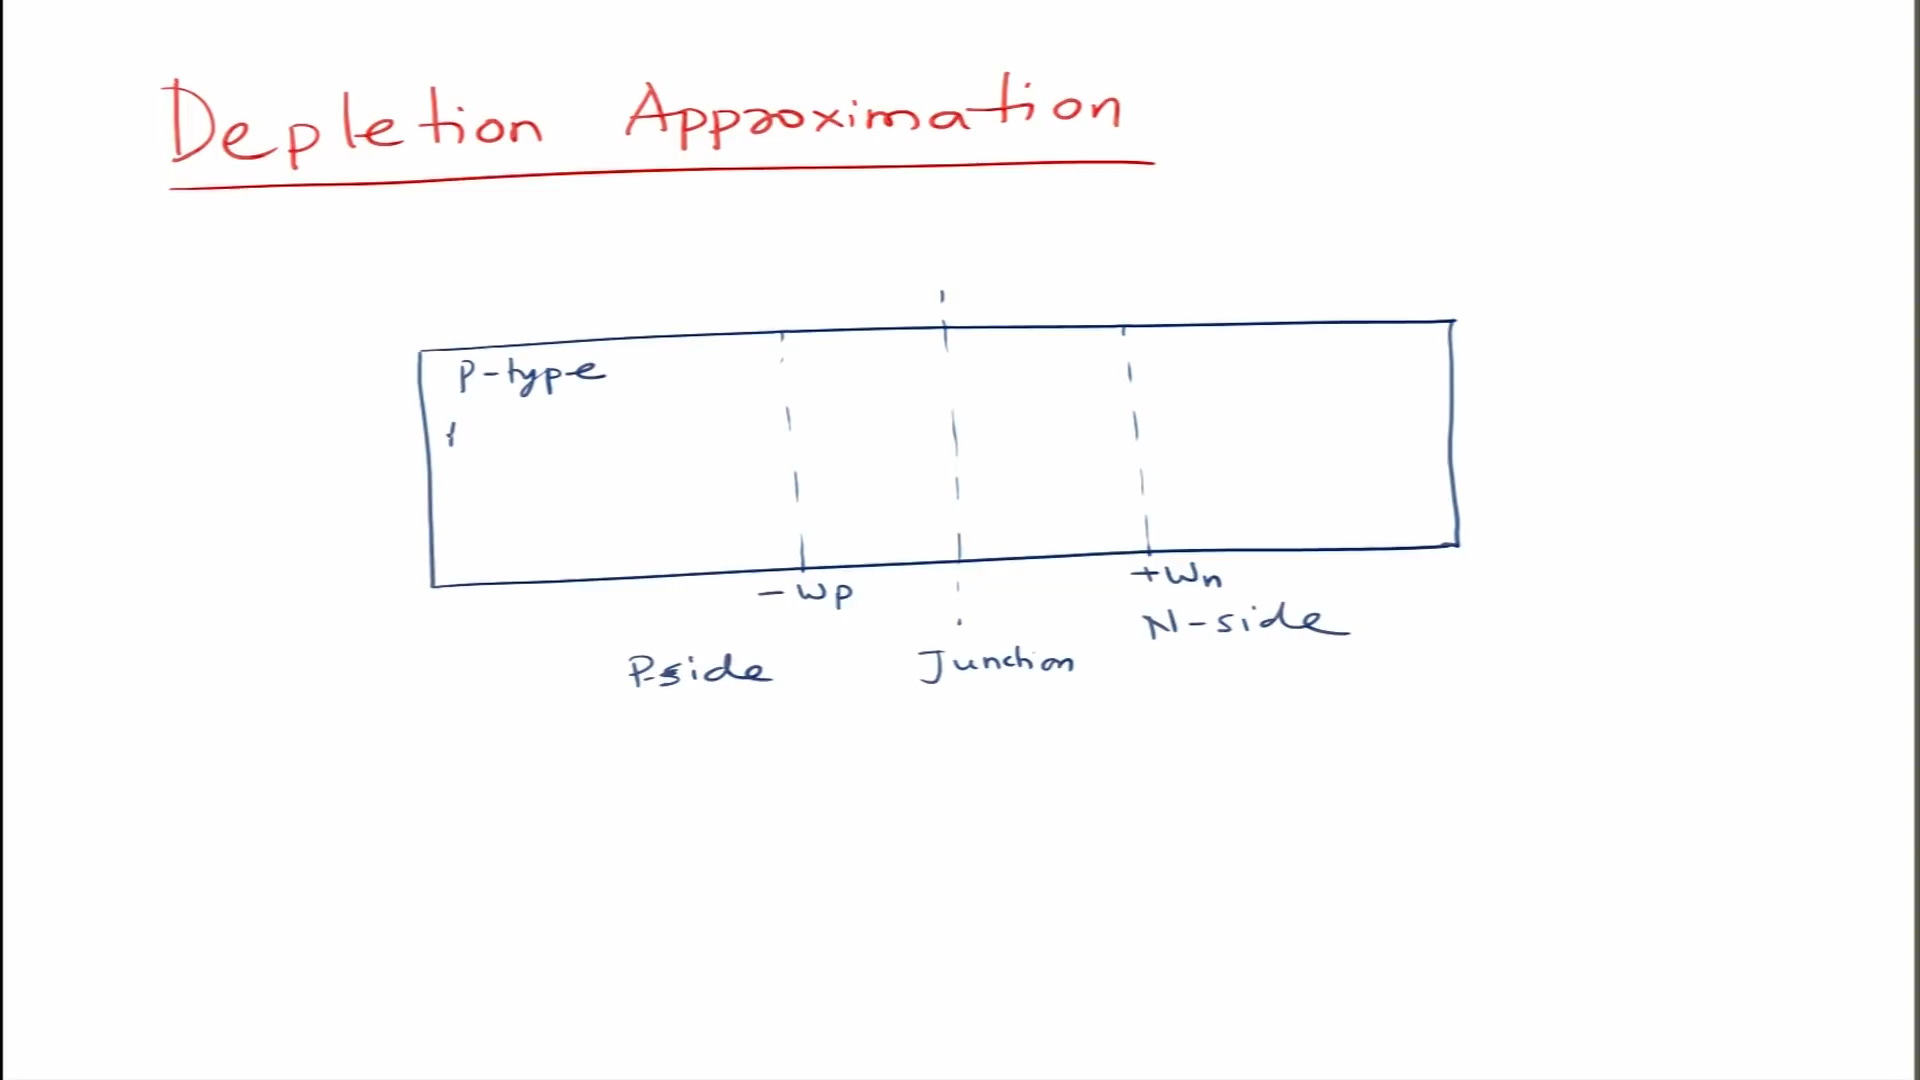 Depletion Approximation
P-type
-wp
+wn
N-side
P-side
Junction